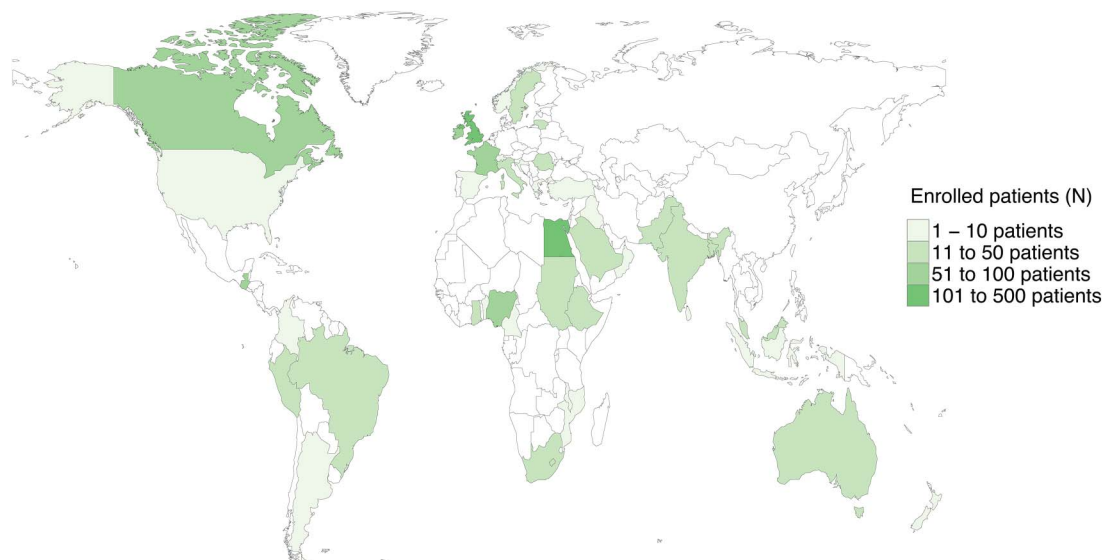 Enrolled patients (N)
1 – 10 patients
11 to 50 patients
51 to 100 patients
101 to 500 patients